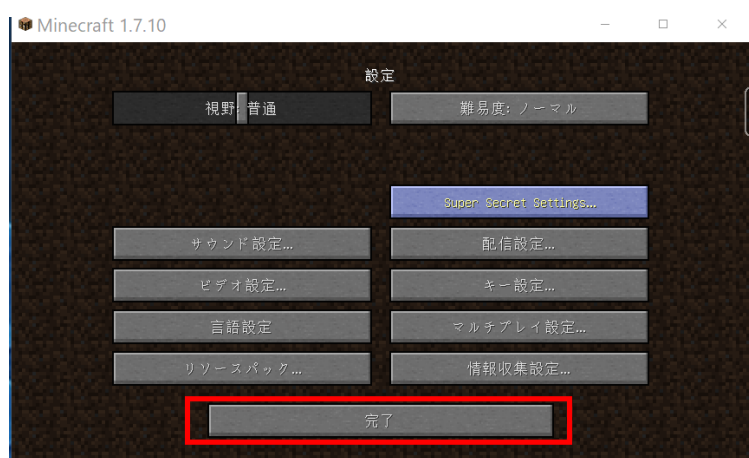 Minecraft 1.7.10
設定
視野: 普通
難易度: ノーマル
Super Secret Settings...
サウンド設定...
配信設定...
ビデオ設定...
キー設定...
言語設定
マルチプレイ設定...
リソースパック...
情報収集設定...
完了